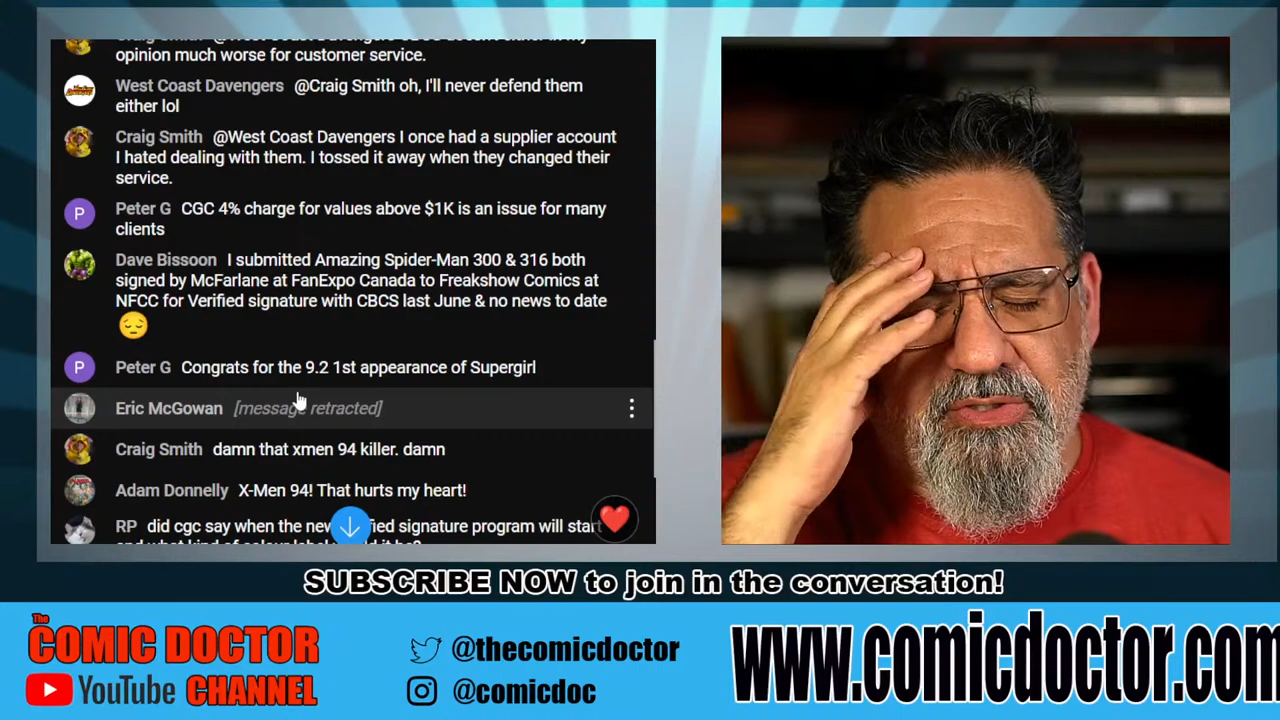 opinion much worse for customer service.
West Coast Davengers @Craig Smith oh, I'll never defend them
either lol
Craig Smith @West Coast Davengers I once had a supplier account
I hated dealing with them. I tossed it away when they changed their
service.
P Peter G CGC 4% charge for values above $1K is an issue for many
clients
Dave Bissoon I submitted Amazing Spider-Man 300 & 316 both
signed by McFarlane at FanExpo Canada to Freakshow Comics at
NFCC for Verified signature with CBCS last June & no news to date
P Peter G Congrats for the 9.2 1st appearance of Supergirl
Eric McGowan [message retracted]
Craig Smith damn that xmen 94 killer. damn
Adam Donnelly X-Men 94! That hurts my heart!
RP did cgc say when the new signature program will start
SUBSCRIBE NOW to join in the conversation!
The
COMIC DOCTOR
YouTube CHANNEL
@thecomicdoctor
@comicdoc
www.comicdoctor.com